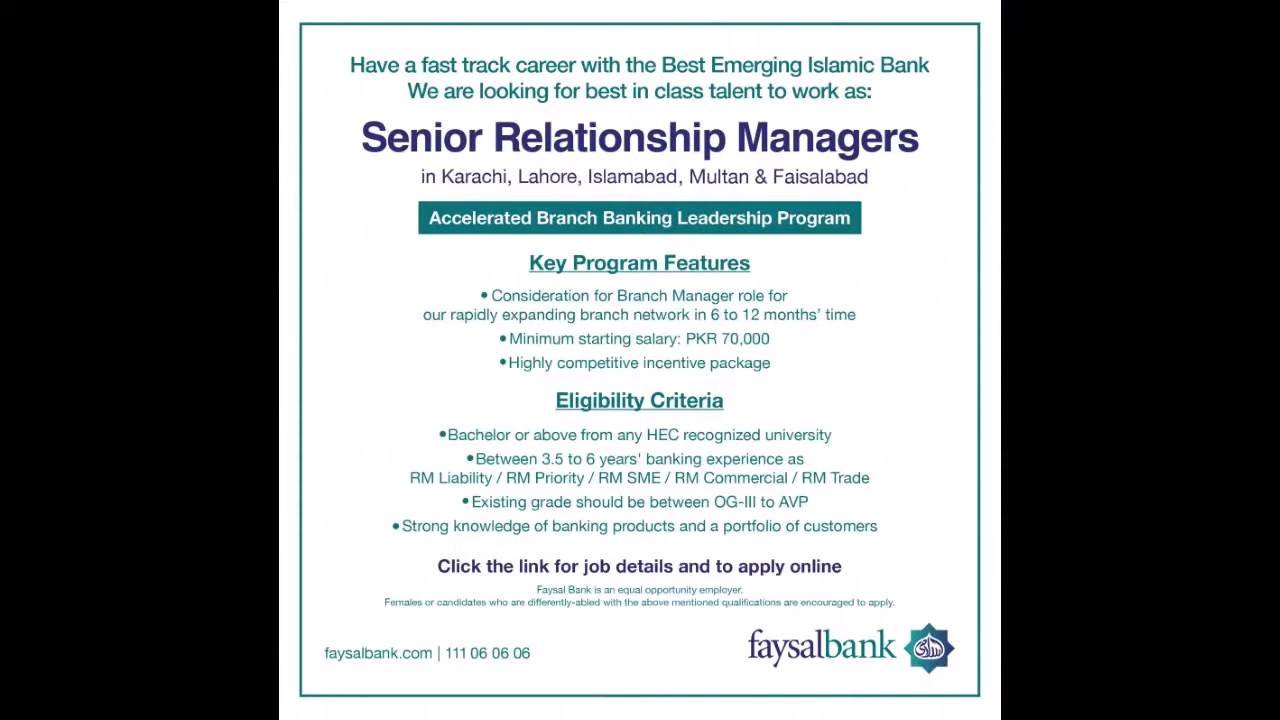 Have a fast track career with the Best Emerging Islamic Bank
We are looking for best in class talent to work as:
Senior Relationship Managers
in Karachi, Lahore, Islamabad, Multan & Faisalabad
Accelerated Branch Banking Leadership Program
Key Program Features
• Consideration for Branch Manager role for
our rapidly expanding branch network in 6 to 12 months' time
• Minimum starting salary: PKR 70,000
• Highly competitive incentive package
Eligibility Criteria
• Bachelor or above from any HEC recognized university
• Between 3.5 to 6 years' banking experience as
RM Liability / RM Priority / RM SME / RM Commercial / RM Trade
• Existing grade should be between OG-III to AVP
• Strong knowledge of banking products and a portfolio of customers
Click the link for job details and to apply online
Faysal Bank is an equal opportunity employer.
Females or candidates who are differently-abled with the above mentioned qualifications are encouraged to apply.
faysalbank.com | 111 06 06 06
faysalbank